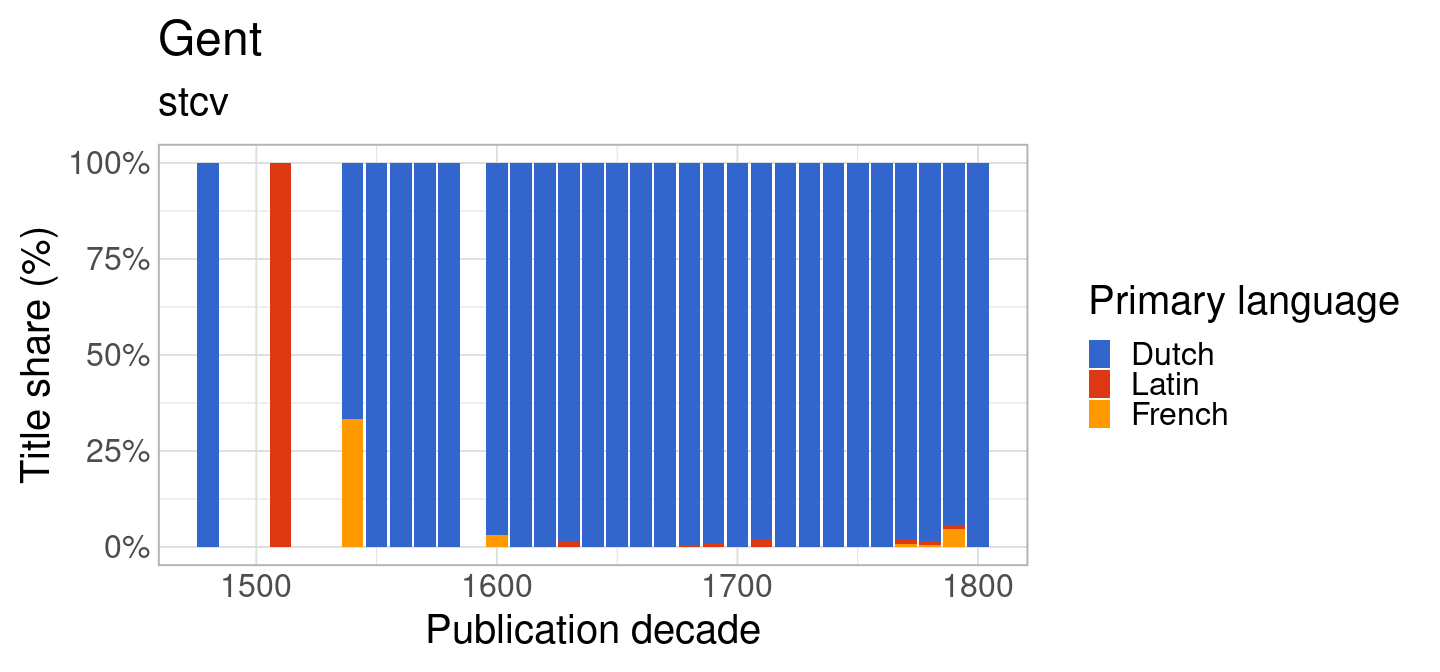 Gent
stcv
100%
75%
50%
25%
0%
Title share (%)
1500 1600 1700 1800
Publication decade
Primary language
Dutch
Latin
French